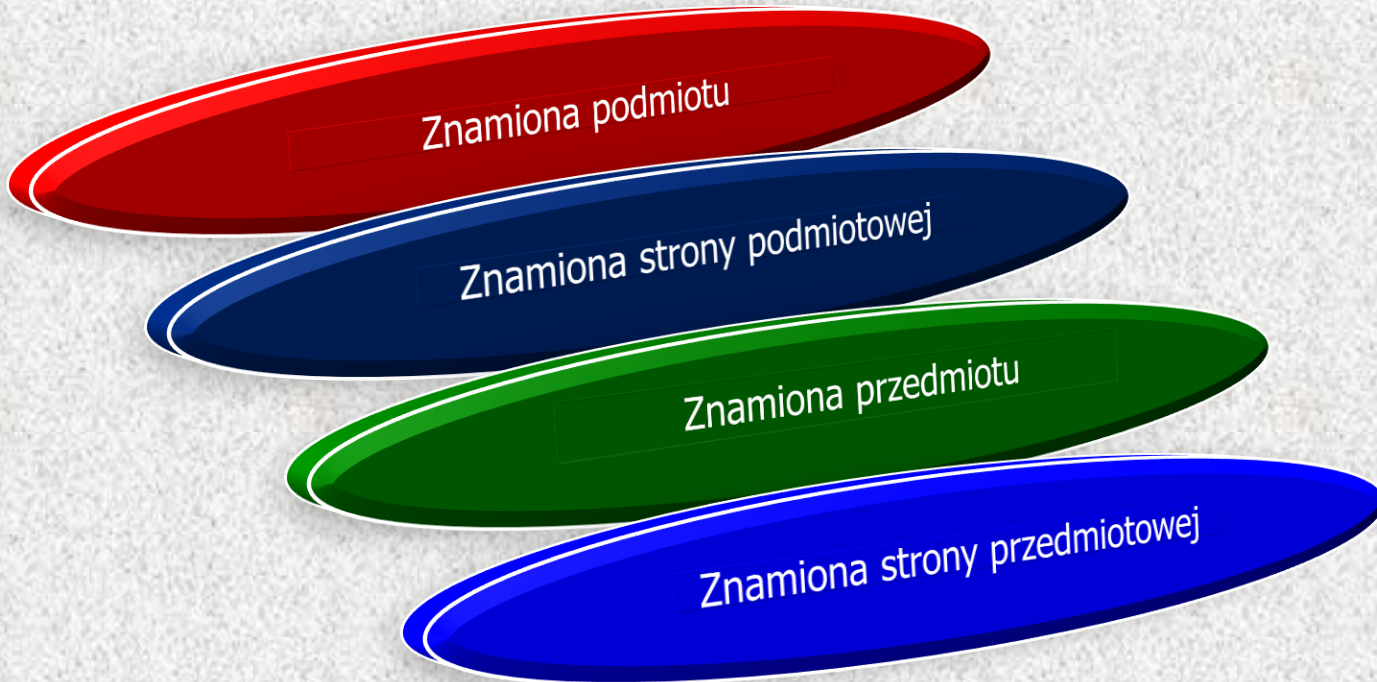 Znamiona podmiotu
Znamiona strony podmiotowej
Znamiona przedmiotu
Znamiona strony przedmiotowej